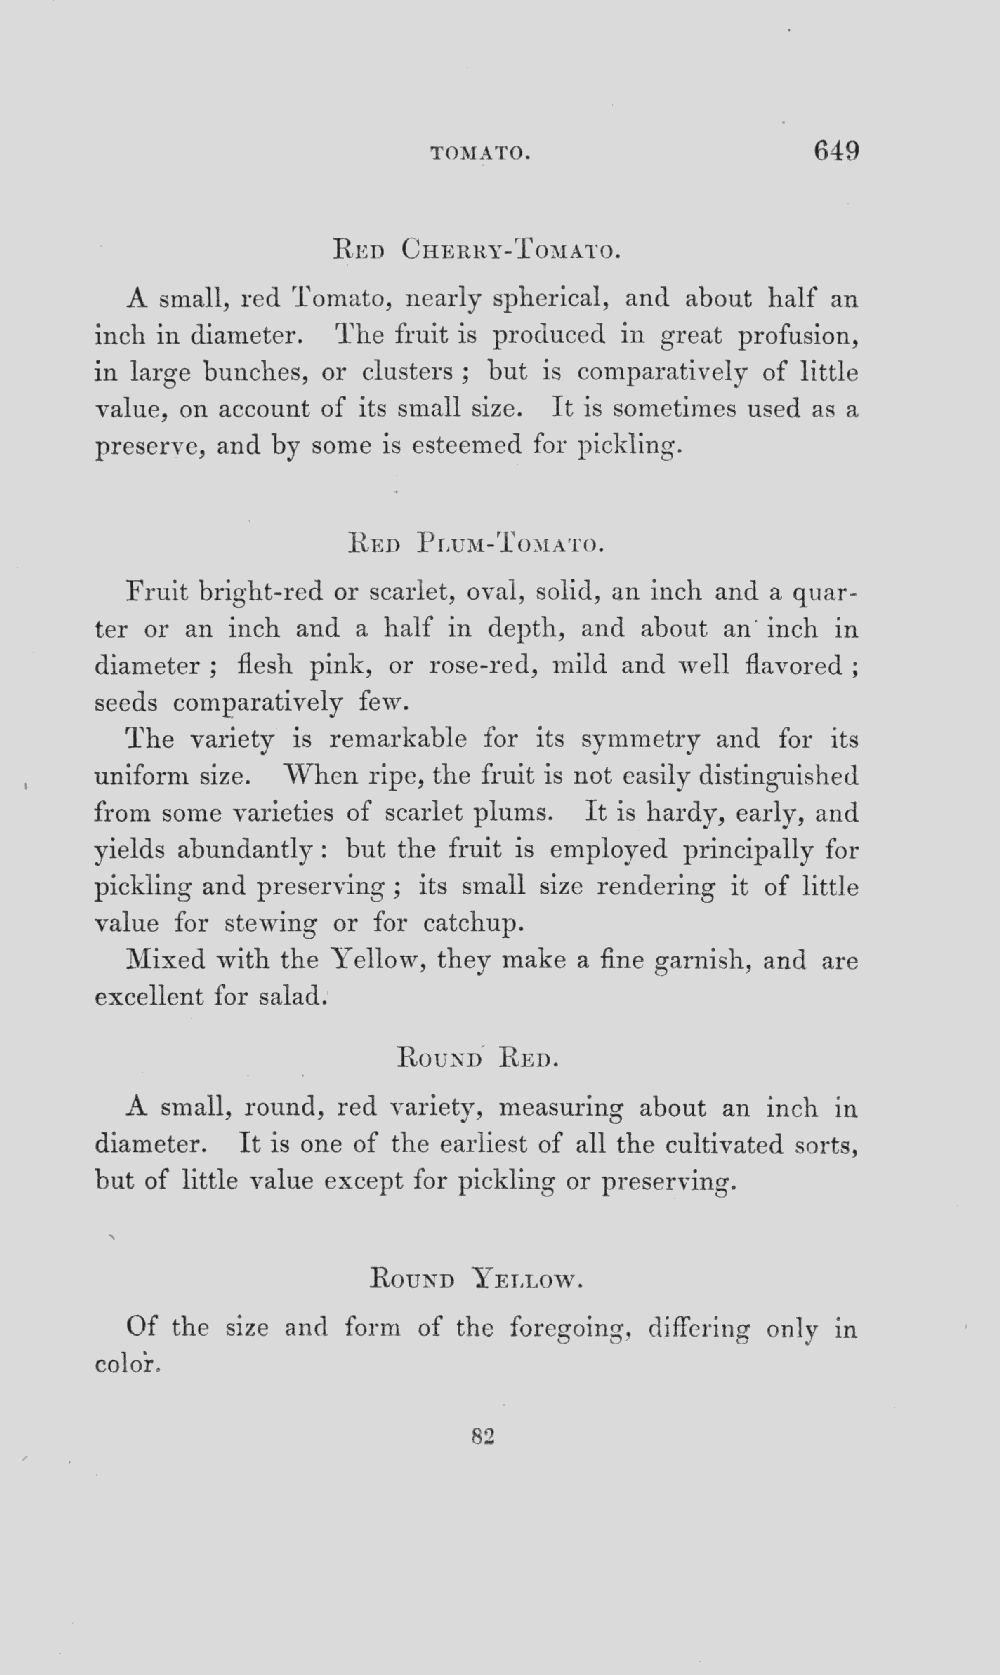 TOMATO. 649
RED CHERRY-TOMATO.
A small, red Tomato, nearly spherical, and about half an
inch in diameter. The fruit is produced in great profusion,
in large bunches, or clusters ; but is comparatively of little
value, on account of its small size. It is sometimes used as a
preserve, and by some is esteemed for pickling.
RED PLUM-TOMATO.
Fruit bright-red or scarlet, oval, solid, an inch and a quar-
ter or an inch and a half in depth, and about an inch in
diameter ; flesh pink, or rose-red, mild and well flavored ;
seeds comparatively few.
The variety is remarkable for its symmetry and for its
uniform size. When ripe, the fruit is not easily distinguished
from some varieties of scarlet plums. It is hardy, early, and
yields abundantly : but the fruit is employed principally for
pickling and preserving ; its small size rendering it of little
value for stewing or for catchup.
Mixed with the Yellow, they make a fine garnish, and are
excellent for salad.
ROUND RED.
A small, round, red variety, measuring about an inch in
diameter. It is one of the earliest of all the cultivated sorts,
but of little value except for pickling or preserving.
ROUND YELLOW.
Of the size and form of the foregoing, differing only in
color.
82